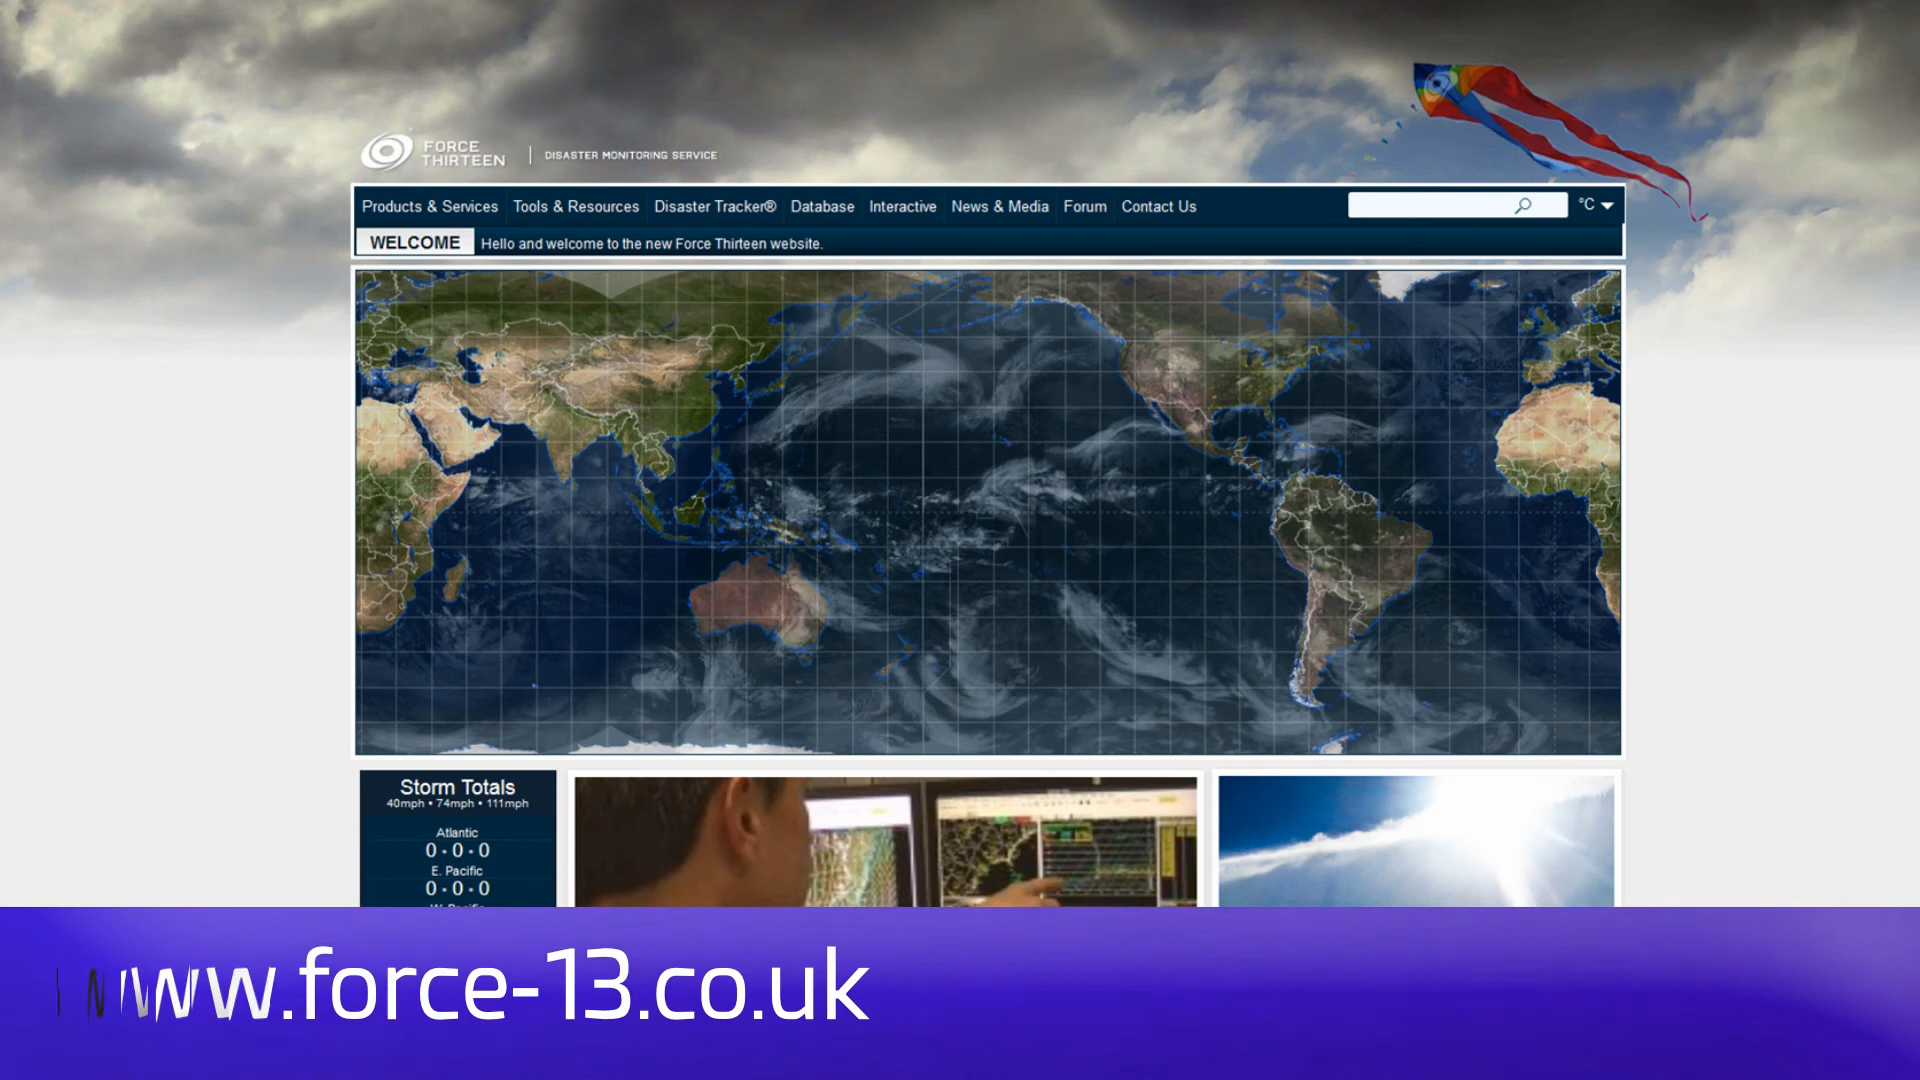 FORCE
THIRTEEN
DISASTER MONITORING SERVICE
Products & Services Tools & Resources Disaster Tracker® Database Interactive News & Media Forum Contact Us °C
WELCOME Hello and welcome to the new Force Thirteen website.
Storm Totals
40mph • 74mph • 111mph
Atlantic
0 - 0 - 0
E. Pacific
0 - 0 - 0
W. Pacific
www.force-13.co.uk